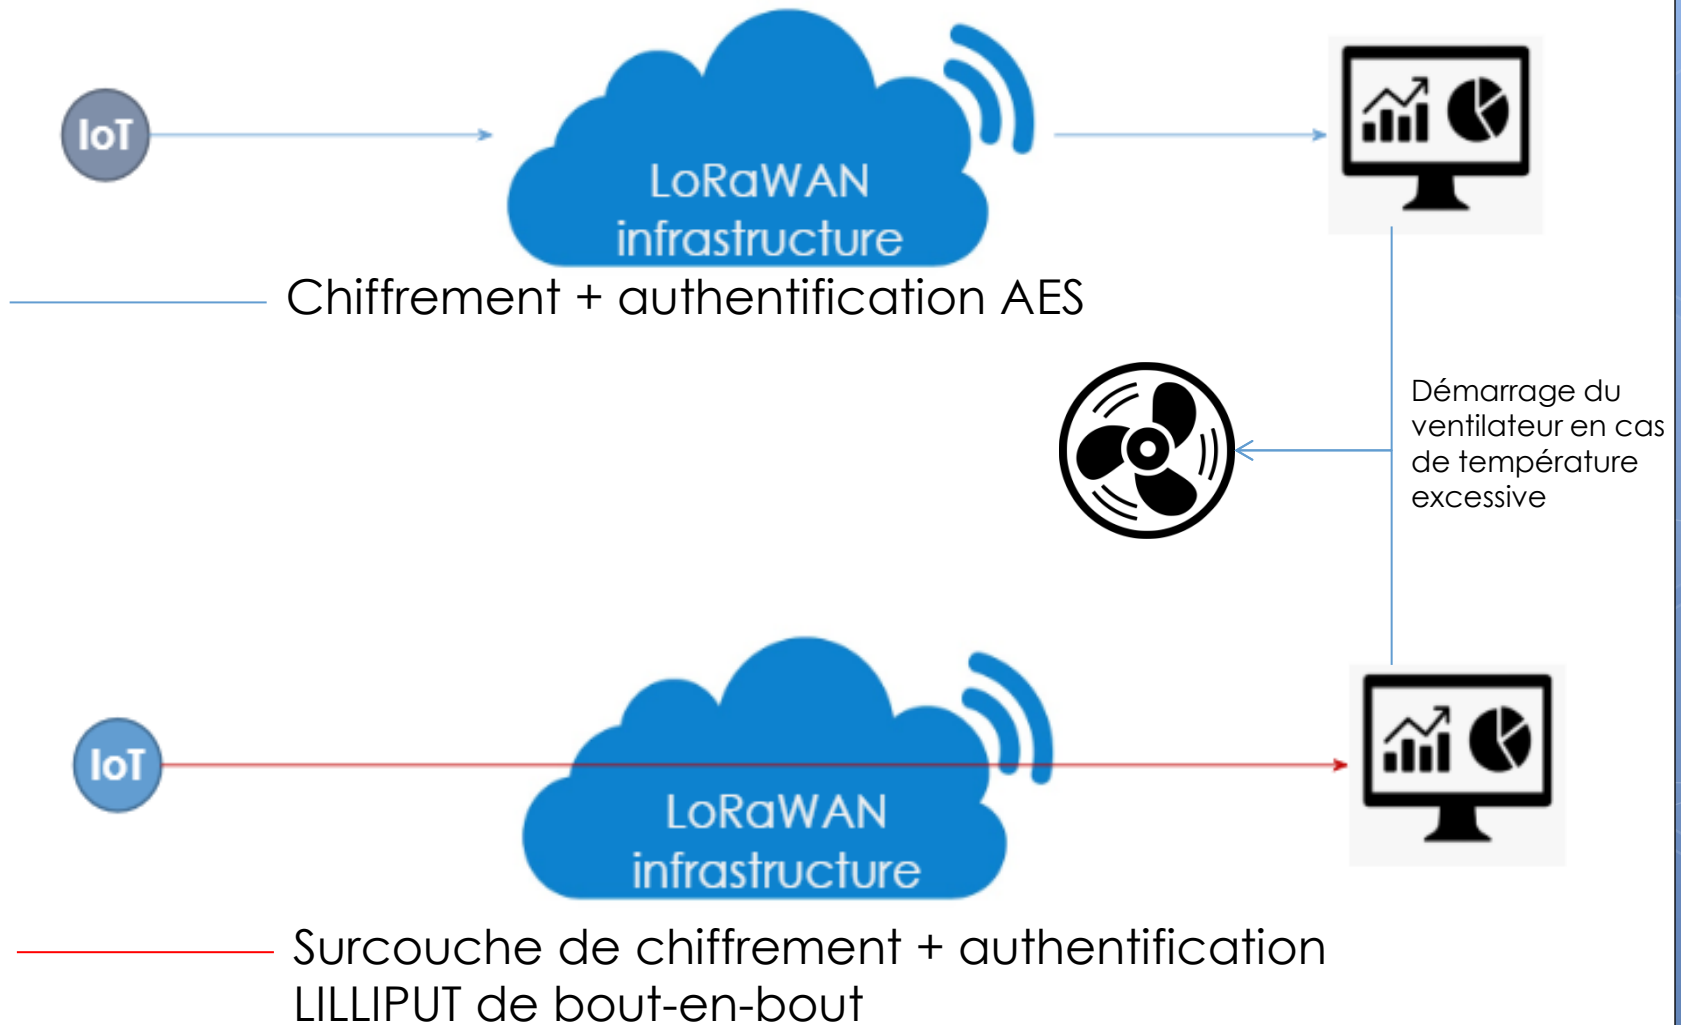 IoT
LoRaWAN
infrastructure
Chiffrement + authentification AES
Démarrage du
ventilateur en cas
de température
excessive
IoT
LoRaWAN
infrastructure
Surcouche de chiffrement + authentification
LILLIPUT de bout-en-bout